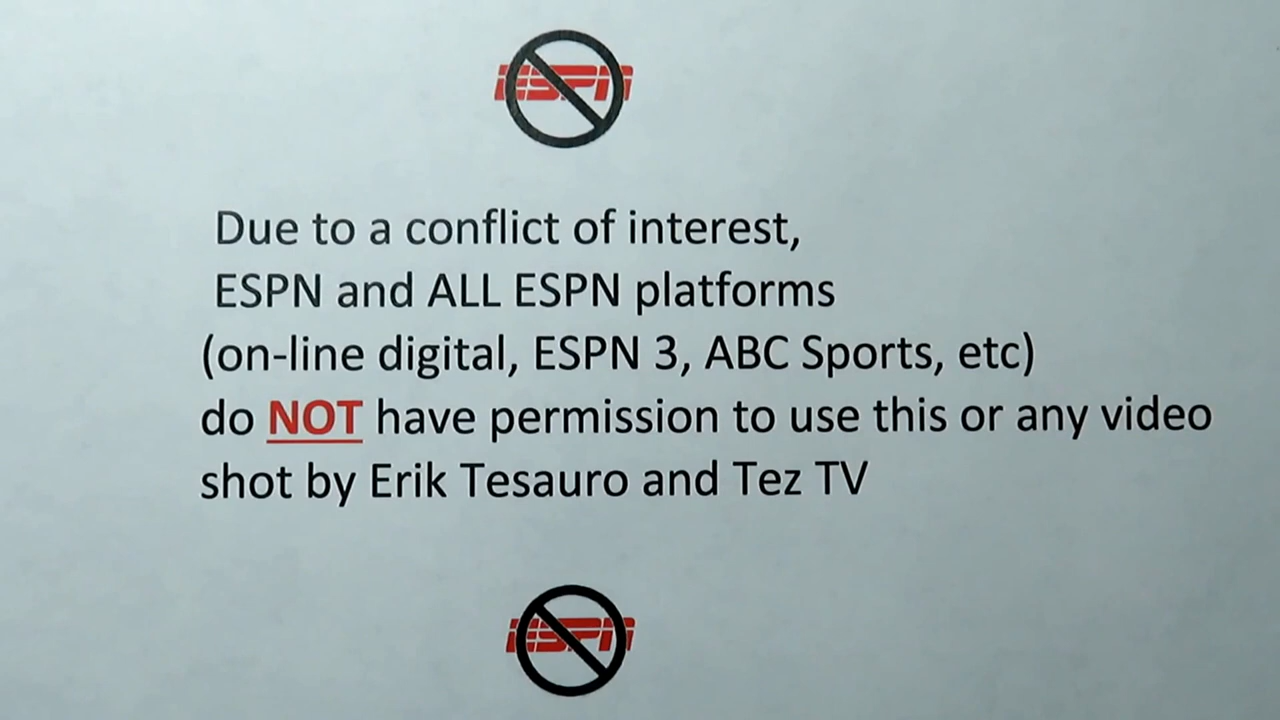 ESPN
Due to a conflict of interest,
ESPN and ALL ESPN platforms
(on-line digital, ESPN 3, ABC Sports, etc)
do NOT have permission to use this or any video
shot by Erik Tesauro and Tez TV
ESPN